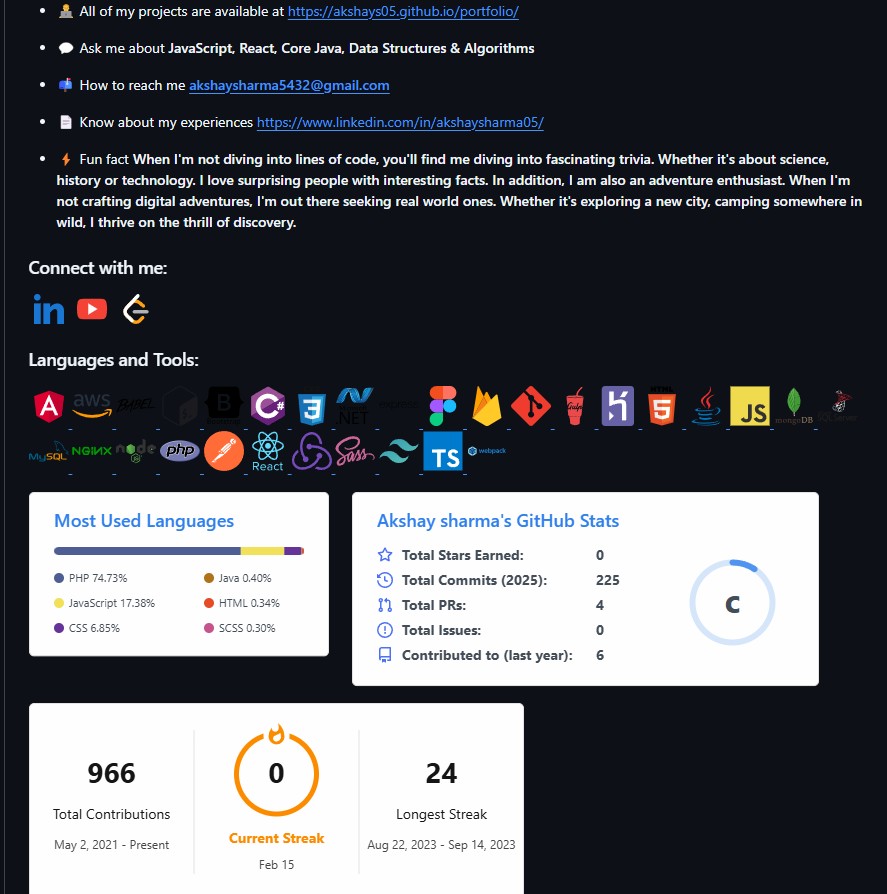 All of my projects are available at https://akshays05.github.io/portfolio/
Ask me about JavaScript, React, Core Java, Data Structures & Algorithms
How to reach me akshaysharma5432@gmail.com
Know about my experiences https://www.linkedin.com/in/akshaysharma05/
Fun fact When I'm not diving into lines of code, you'll find me diving into fascinating trivia. Whether it's about science,
history or technology. I love surprising people with interesting facts. In addition, I am also an adventure enthusiast. When I'm
not crafting digital adventures, I'm out there seeking real world ones. Whether it's exploring a new city, camping somewhere in
wild, I thrive on the thrill of discovery.
Connect with me:
in
Languages and Tools:
A aws BABEL B C# 3 .NET Gulp HTML 5 Java JS mongoDB
MySQL NGINX node php React Sass TS webpack
Most Used Languages
PHP 74.73%
Java 0.40%
JavaScript 17.38%
HTML 0.34%
CSS 6.85%
SCSS 0.30%
Akshay sharma's GitHub Stats
Total Stars Earned: 0
Total Commits (2025): 225
Total PRs: 4
Total Issues: 0
Contributed to (last year): 6
C
966
Total Contributions
May 2, 2021 - Present
0
Current Streak
Feb 15
24
Longest Streak
Aug 22, 2023 - Sep 14, 2023